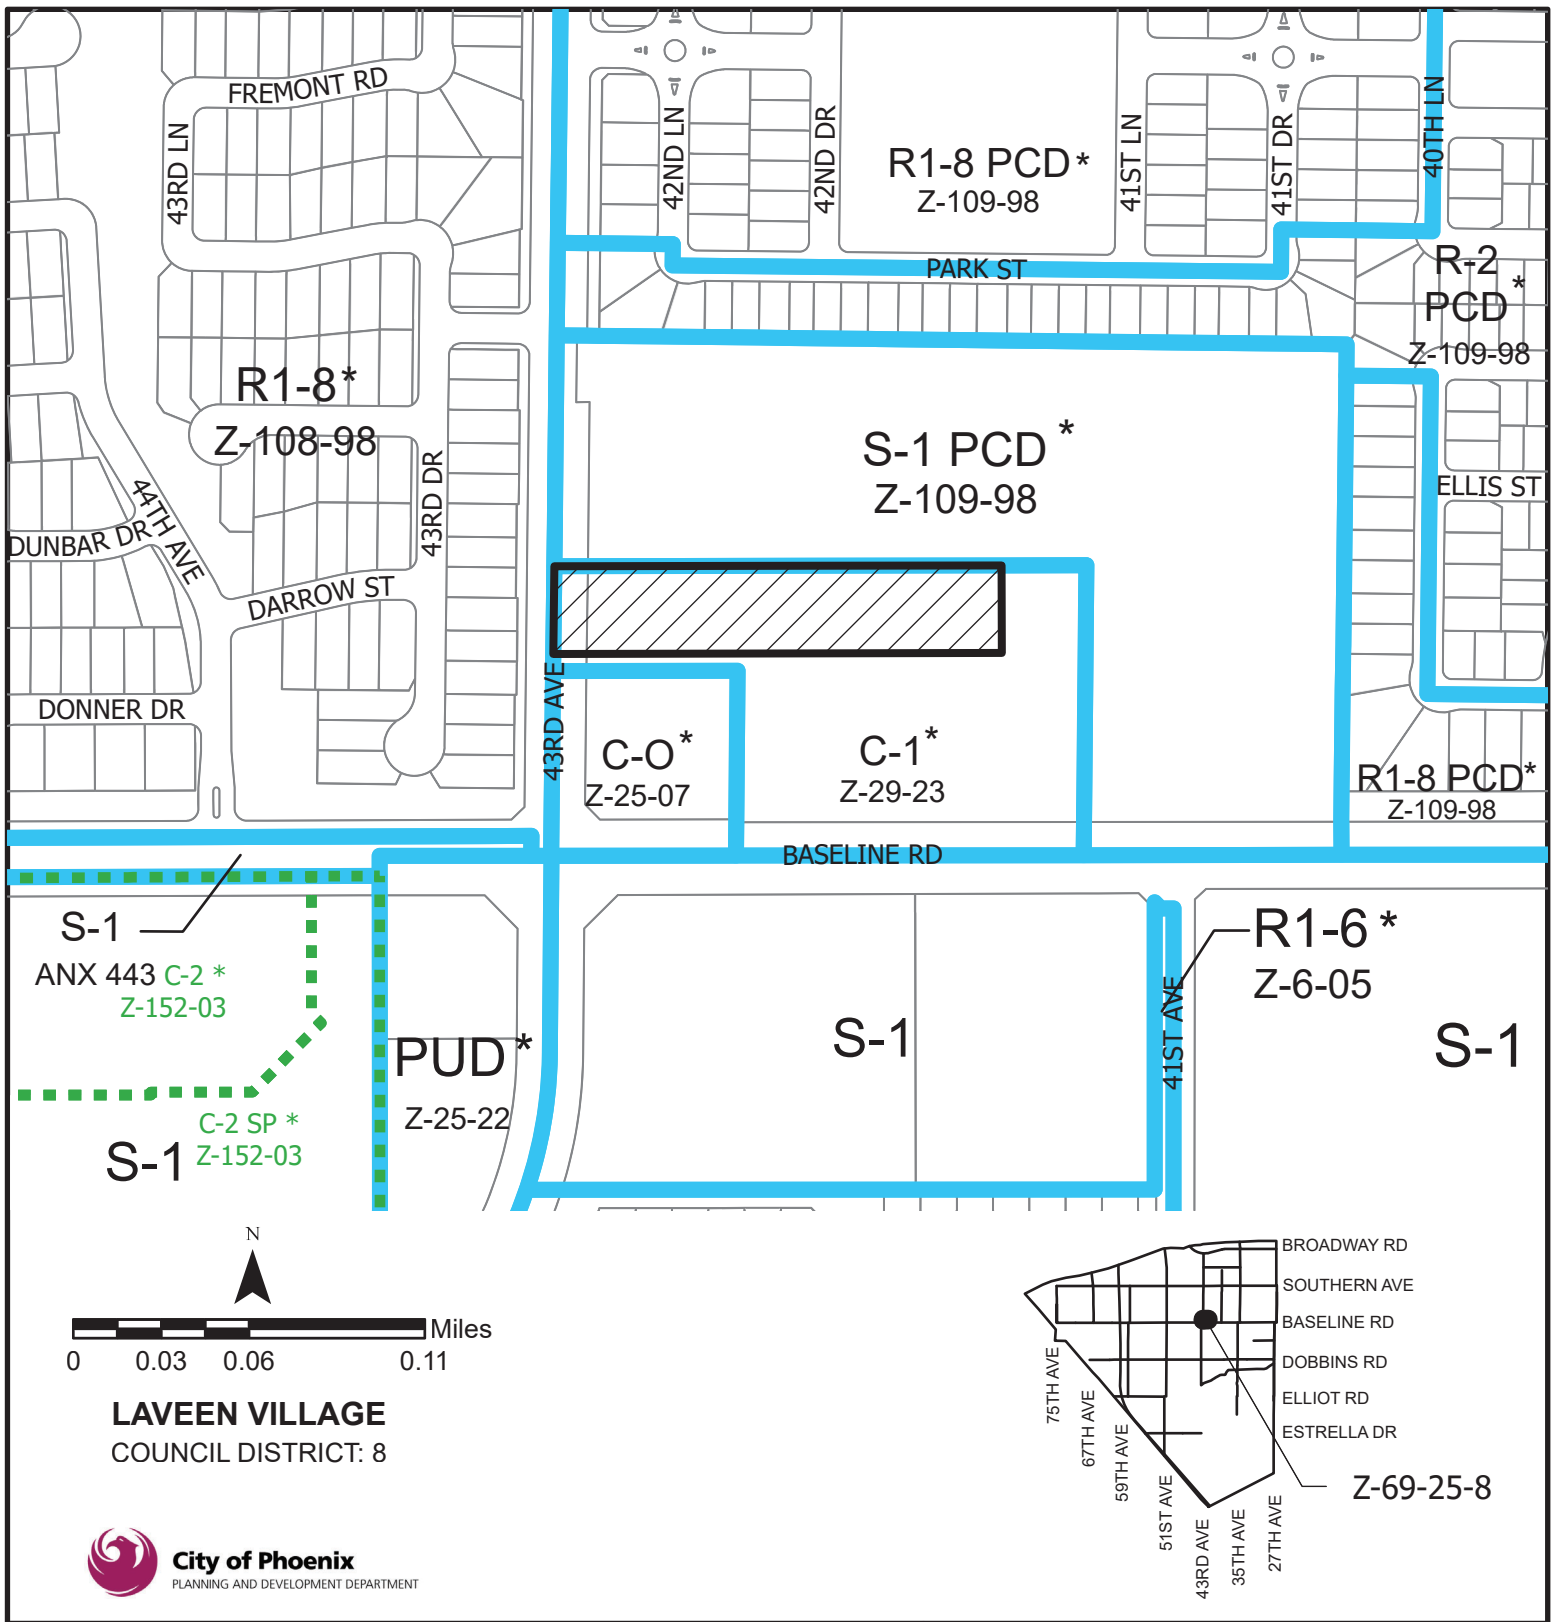 FREMONT RD
43RD LN
42ND LN
42ND DR
R1-8 PCD *
Z-109-98
41ST LN
41ST DR
40TH LN
PARK ST
R-2
PCD *
Z-109-98
R1-8 *
Z-108-98
S-1 PCD *
Z-109-98
43RD DR
44TH AVE
ELLIS ST
DUNBAR DR
DARROW ST
DONNER DR
43RD AVE
C-O *
Z-25-07
C-1 *
Z-29-23
R1-8 PCD *
Z-109-98
BASELINE RD
S-1
ANX 443
C-2 *
Z-152-03
R1-6 *
Z-6-05
41ST AVE
PUD *
Z-25-22
S-1
S-1
C-2 SP *
Z-152-03
S-1
N
Miles
0 0.03 0.06 0.11
LAVEEN VILLAGE
COUNCIL DISTRICT: 8
BROADWAY RD
SOUTHERN AVE
BASELINE RD
DOBBINS RD
ELLIOT RD
ESTRELLA DR
75TH AVE
67TH AVE
59TH AVE
51ST AVE
43RD AVE
35TH AVE
27TH AVE
Z-69-25-8
City of Phoenix
PLANNING AND DEVELOPMENT DEPARTMENT